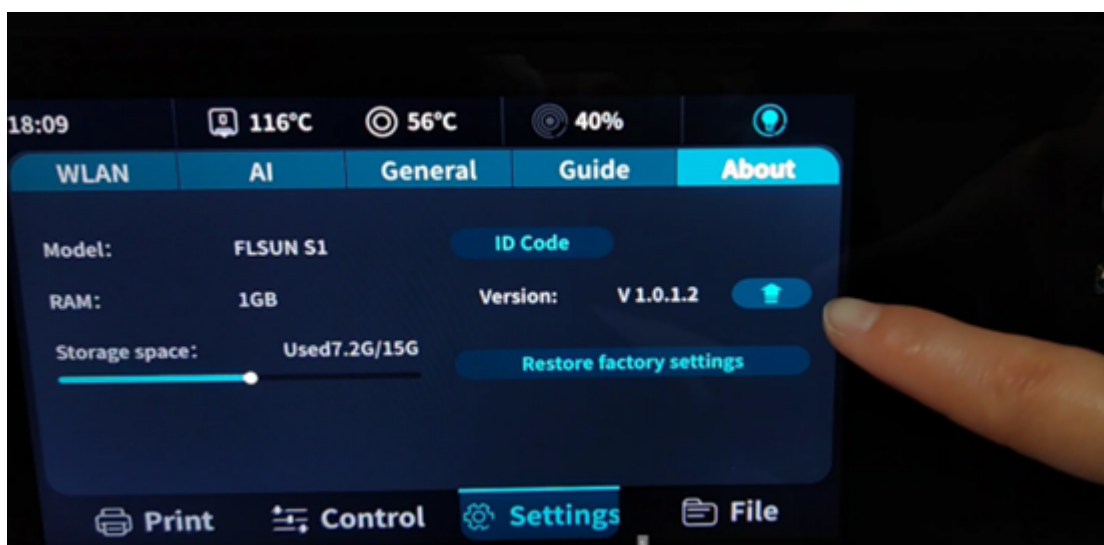 18:09 0 116°C 56°C 40%
WLAN AI General Guide About
Model: FLSUN S1 ID Code
RAM: 1GB Version: V 1.0.1.2
Storage space: Used7.2G/15G Restore factory settings
Print Control Settings File